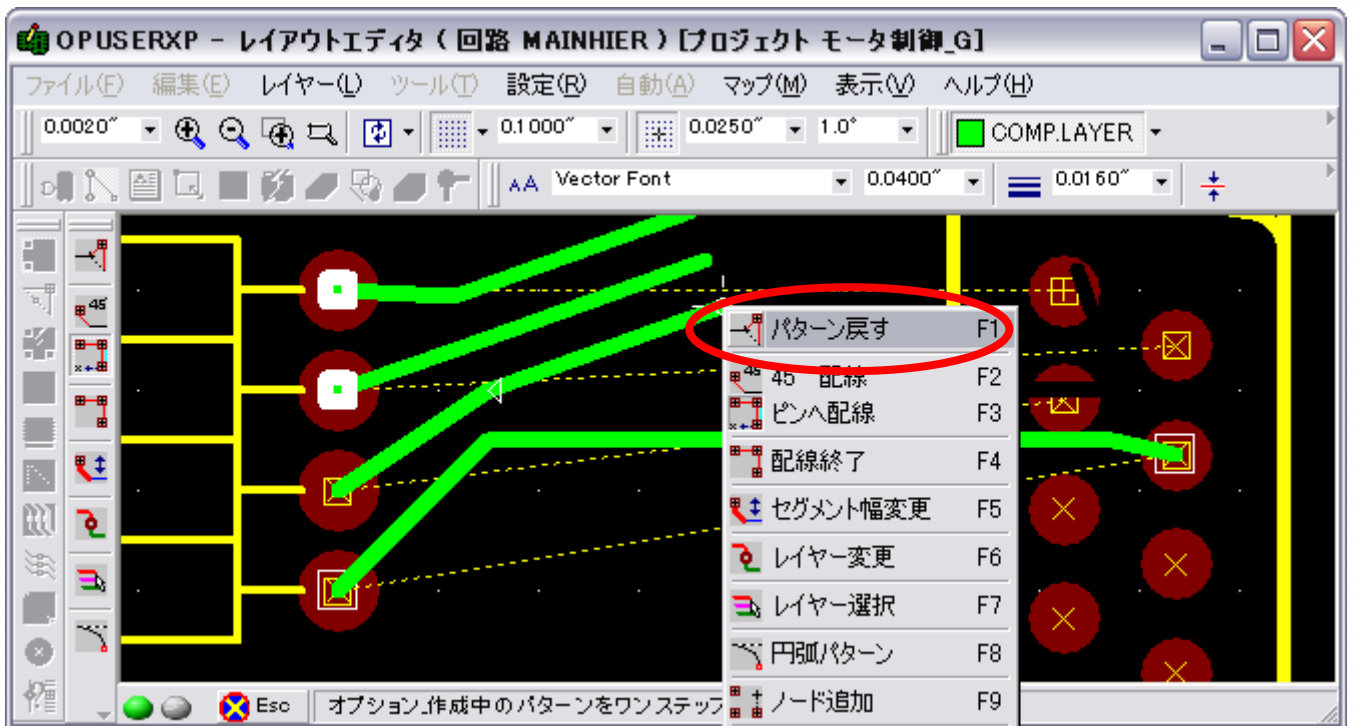 OPUSERXP - レイアウトエディタ ( 回路 MAINHIER ) [プロジェクト モータ制御_G]
ファイル(F) 編集(E) レイヤー(L) ツール(T) 設定(R) 自動(A) マップ(M) 表示(V) ヘルプ(H)
0.0020" 0.1000" 0.0250" 1.0° COMP.LAYER
AA Vector Font 0.0400" 0.0160"
パターン戻す F1
45 配線 F2
ピンへ配線 F3
配線終了 F4
セグメント幅変更 F5
レイヤー変更 F6
レイヤー選択 F7
円弧パターン F8
ノード追加 F9
45
Esc オプション_作成中のパターンをワンステップ